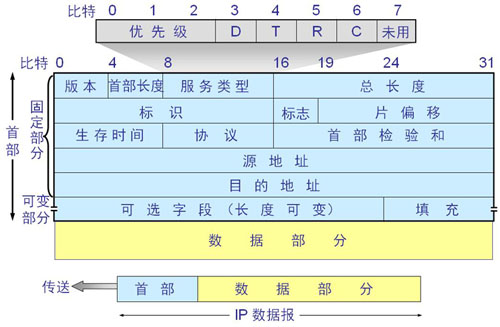 比特 0 1 2 3 4 5 6 7
优先级 D T R C 未用
比特 0 4 8 16 19 24 31
版本 首部长度 服务类型 总长度
标识 标志 片偏移
生存时间 协议 首部检验和
源地址
目的地址
可选字段(长度可变) 填充
数据部分
首部
固定部分
可变部分
传送 首部 数据部分
IP数据报